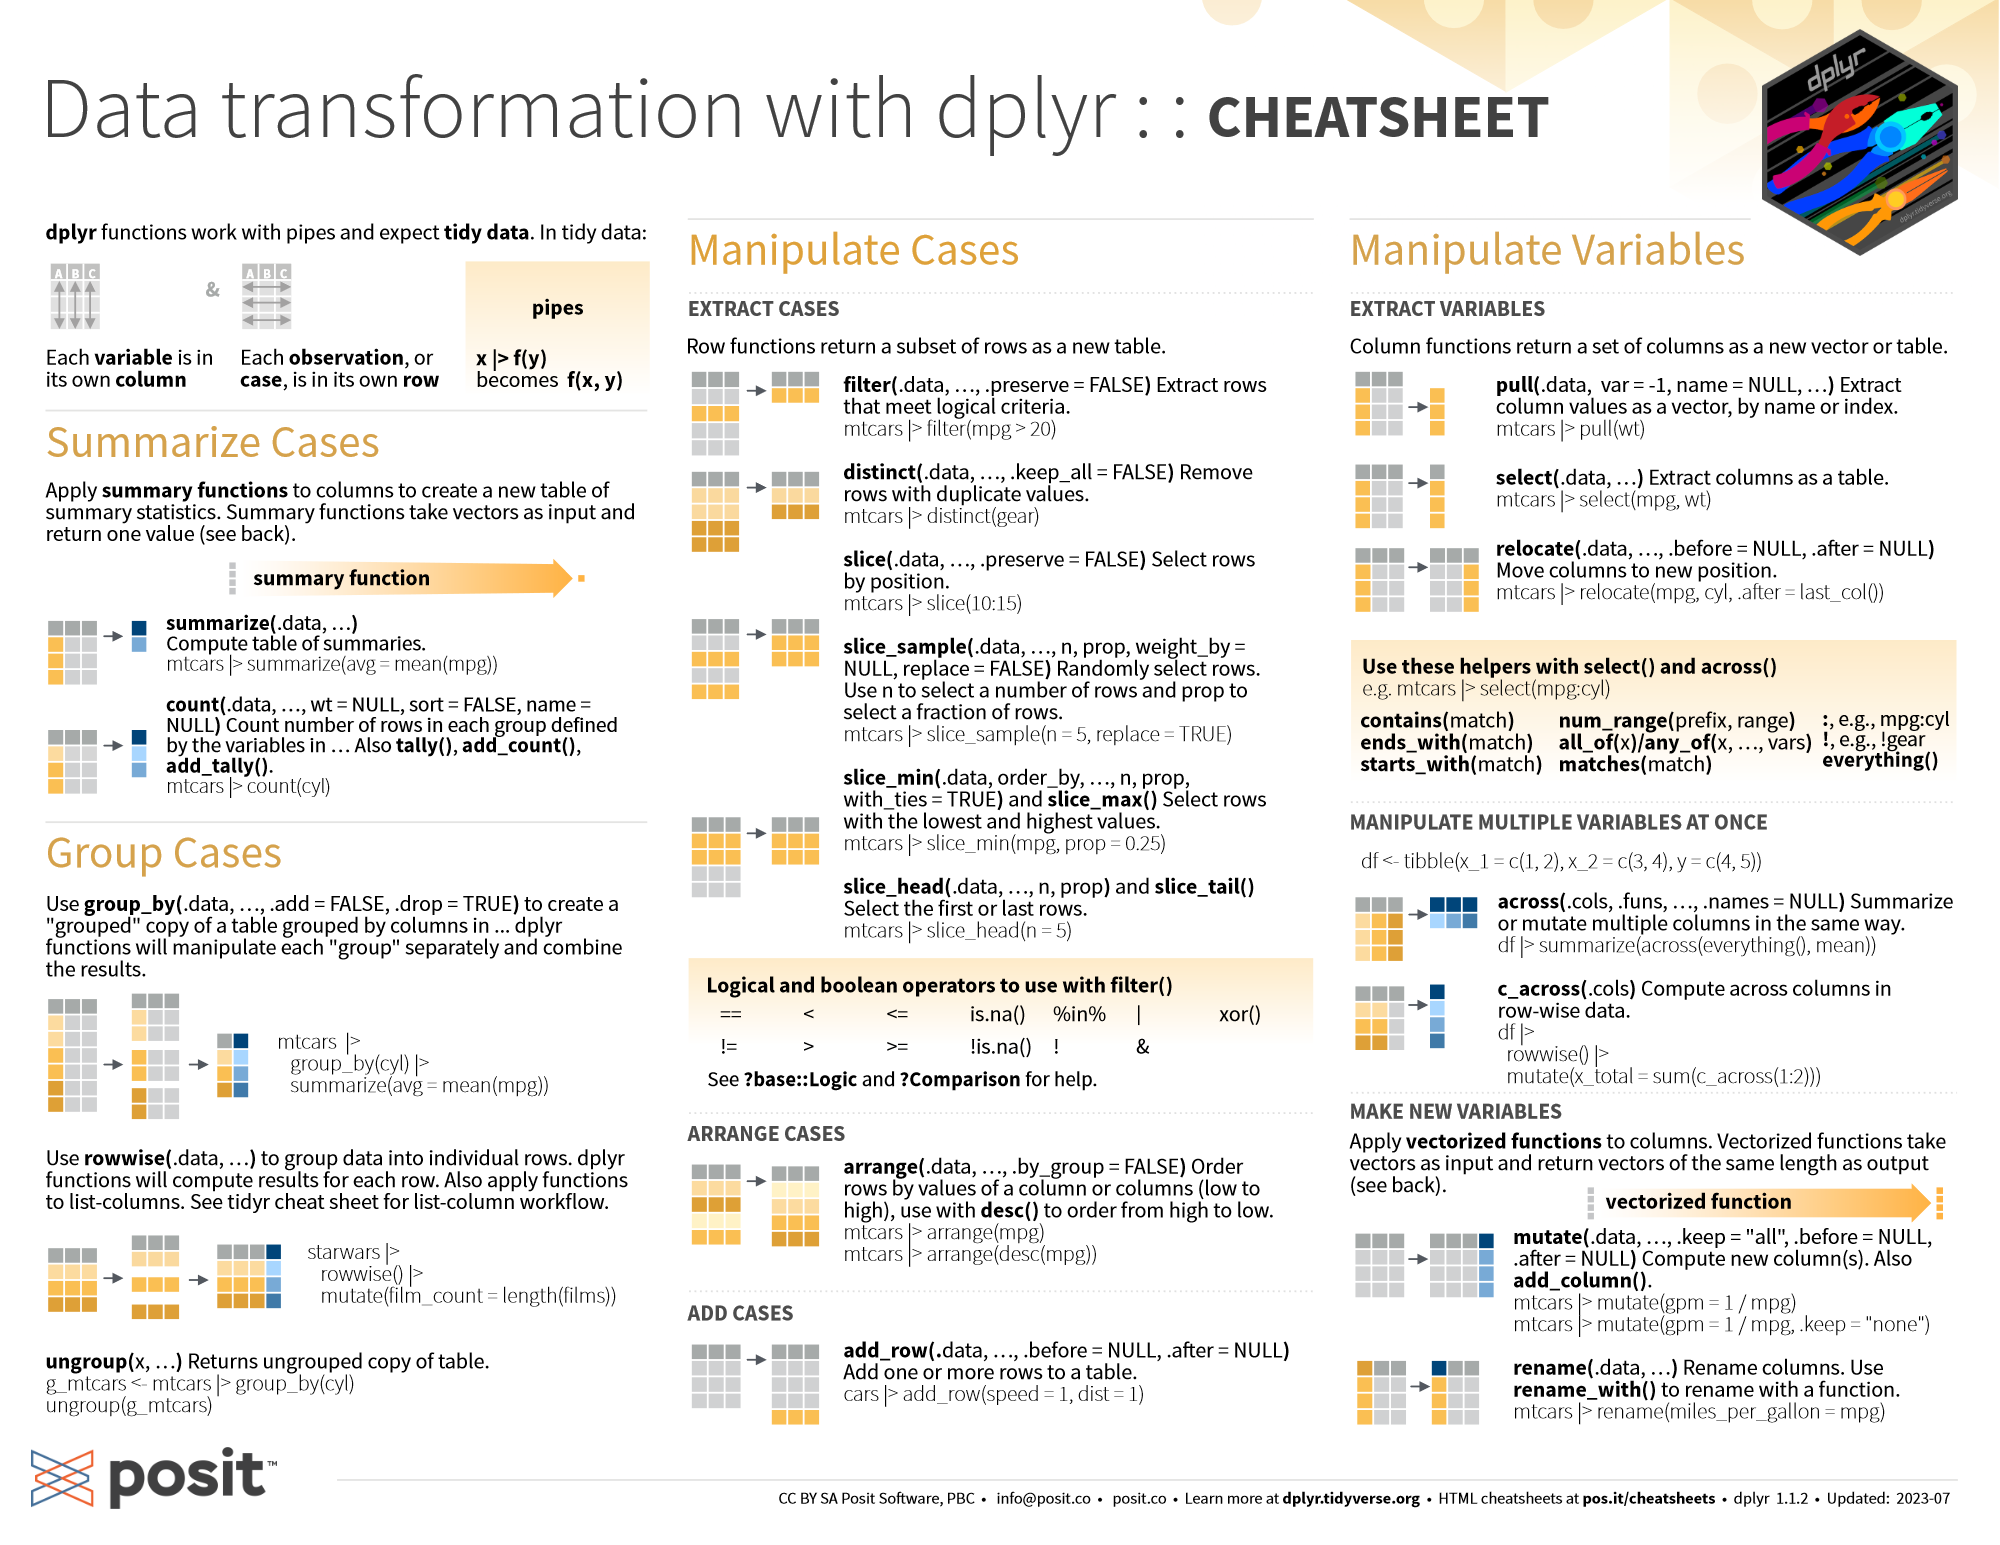 Data transformation with dplyr : : CHEATSHEET
dplyr
dplyr.tidyverse.org
dplyr functions work with pipes and expect tidy data. In tidy data:
A B C
&
A B C
Each variable is in
its own column
Each observation, or
case, is in its own row
pipes
x |> f(y)
becomes f(x, y)
Summarize Cases
Apply summary functions to columns to create a new table of
summary statistics. Summary functions take vectors as input and
return one value (see back).
summary function
summarize(.data, …)
Compute table of summaries.
mtcars |> summarize(avg = mean(mpg))
count(.data, …, wt = NULL, sort = FALSE, name =
NULL) Count number of rows in each group defined
by the variables in … Also tally(), add_count(),
add_tally().
mtcars |> count(cyl)
Group Cases
Use group_by(.data, …, .add = FALSE, .drop = TRUE) to create a
"grouped" copy of a table grouped by columns in ... dplyr
functions will manipulate each "group" separately and combine
the results.
mtcars |>
group_by(cyl) |>
summarize(avg = mean(mpg))
Use rowwise(.data, …) to group data into individual rows. dplyr
functions will compute results for each row. Also apply functions
to list-columns. See tidyr cheat sheet for list-column workflow.
starwars |>
rowwise() |>
mutate(film_count = length(films))
ungroup(x, …) Returns ungrouped copy of table.
g_mtcars <- mtcars |> group_by(cyl)
ungroup(g_mtcars)
Manipulate Cases
EXTRACT CASES
Row functions return a subset of rows as a new table.
filter(.data, …, .preserve = FALSE) Extract rows
that meet logical criteria.
mtcars |> filter(mpg > 20)
distinct(.data, …, .keep_all = FALSE) Remove
rows with duplicate values.
mtcars |> distinct(gear)
slice(.data, …, .preserve = FALSE) Select rows
by position.
mtcars |> slice(10:15)
slice_sample(.data, …, n, prop, weight_by =
NULL, replace = FALSE) Randomly select rows.
Use n to select a number of rows and prop to
select a fraction of rows.
mtcars |> slice_sample(n = 5, replace = TRUE)
slice_min(.data, order_by, …, n, prop,
with_ties = TRUE) and slice_max() Select rows
with the lowest and highest values.
mtcars |> slice_min(mpg, prop = 0.25)
slice_head(.data, …, n, prop) and slice_tail()
Select the first or last rows.
mtcars |> slice_head(n = 5)
Logical and boolean operators to use with filter()
== < <= is.na() %in% | xor()
!= > >= !is.na() ! &
See ?base::Logic and ?Comparison for help.
ARRANGE CASES
arrange(.data, …, .by_group = FALSE) Order
rows by values of a column or columns (low to
high), use with desc() to order from high to low.
mtcars |> arrange(mpg)
mtcars |> arrange(desc(mpg))
ADD CASES
add_row(.data, …, .before = NULL, .after = NULL)
Add one or more rows to a table.
cars |> add_row(speed = 1, dist = 1)
Manipulate Variables
EXTRACT VARIABLES
Column functions return a set of columns as a new vector or table.
pull(.data, var = -1, name = NULL, …) Extract
column values as a vector, by name or index.
mtcars |> pull(wt)
select(.data, …) Extract columns as a table.
mtcars |> select(mpg, wt)
relocate(.data, …, .before = NULL, .after = NULL)
Move columns to new position.
mtcars |> relocate(mpg, cyl, .after = last_col())
Use these helpers with select() and across()
e.g. mtcars |> select(mpg:cyl)
contains(match) num_range(prefix, range) :, e.g., mpg:cyl
ends_with(match) all_of(x)/any_of(x, …, vars) !, e.g., !gear
starts_with(match) matches(match) everything()
MANIPULATE MULTIPLE VARIABLES AT ONCE
df <- tibble(x_1 = c(1, 2), x_2 = c(3, 4), y = c(4, 5))
across(.cols, .funs, …, .names = NULL) Summarize
or mutate multiple columns in the same way.
df |> summarize(across(everything(), mean))
c_across(.cols) Compute across columns in
row-wise data.
df |>
rowwise() |>
mutate(x_total = sum(c_across(1:2)))
MAKE NEW VARIABLES
Apply vectorized functions to columns. Vectorized functions take
vectors as input and return vectors of the same length as output
(see back).
vectorized function
mutate(.data, …, .keep = "all", .before = NULL,
.after = NULL) Compute new column(s). Also
add_column().
mtcars |> mutate(gpm = 1 / mpg)
mtcars |> mutate(gpm = 1 / mpg, .keep = "none")
rename(.data, …) Rename columns. Use
rename_with() to rename with a function.
mtcars |> rename(miles_per_gallon = mpg)
posit™
CC BY SA Posit Software, PBC • info@posit.co • posit.co • Learn more at dplyr.tidyverse.org • HTML cheatsheets at pos.it/cheatsheets • dplyr 1.1.2 • Updated: 2023-07